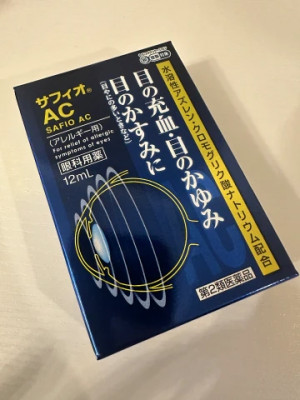 水溶性アズレン・クロモグリク酸ナトリウム配合
目の充血・目のかゆみ
目のかすみに
(目やにの多いときなど)
サフィオ®
AC
SAFIO AC
(アレルギー用)
For relief of allergic
symptoms of eyes
眼科用薬
12mL
第2類医薬品